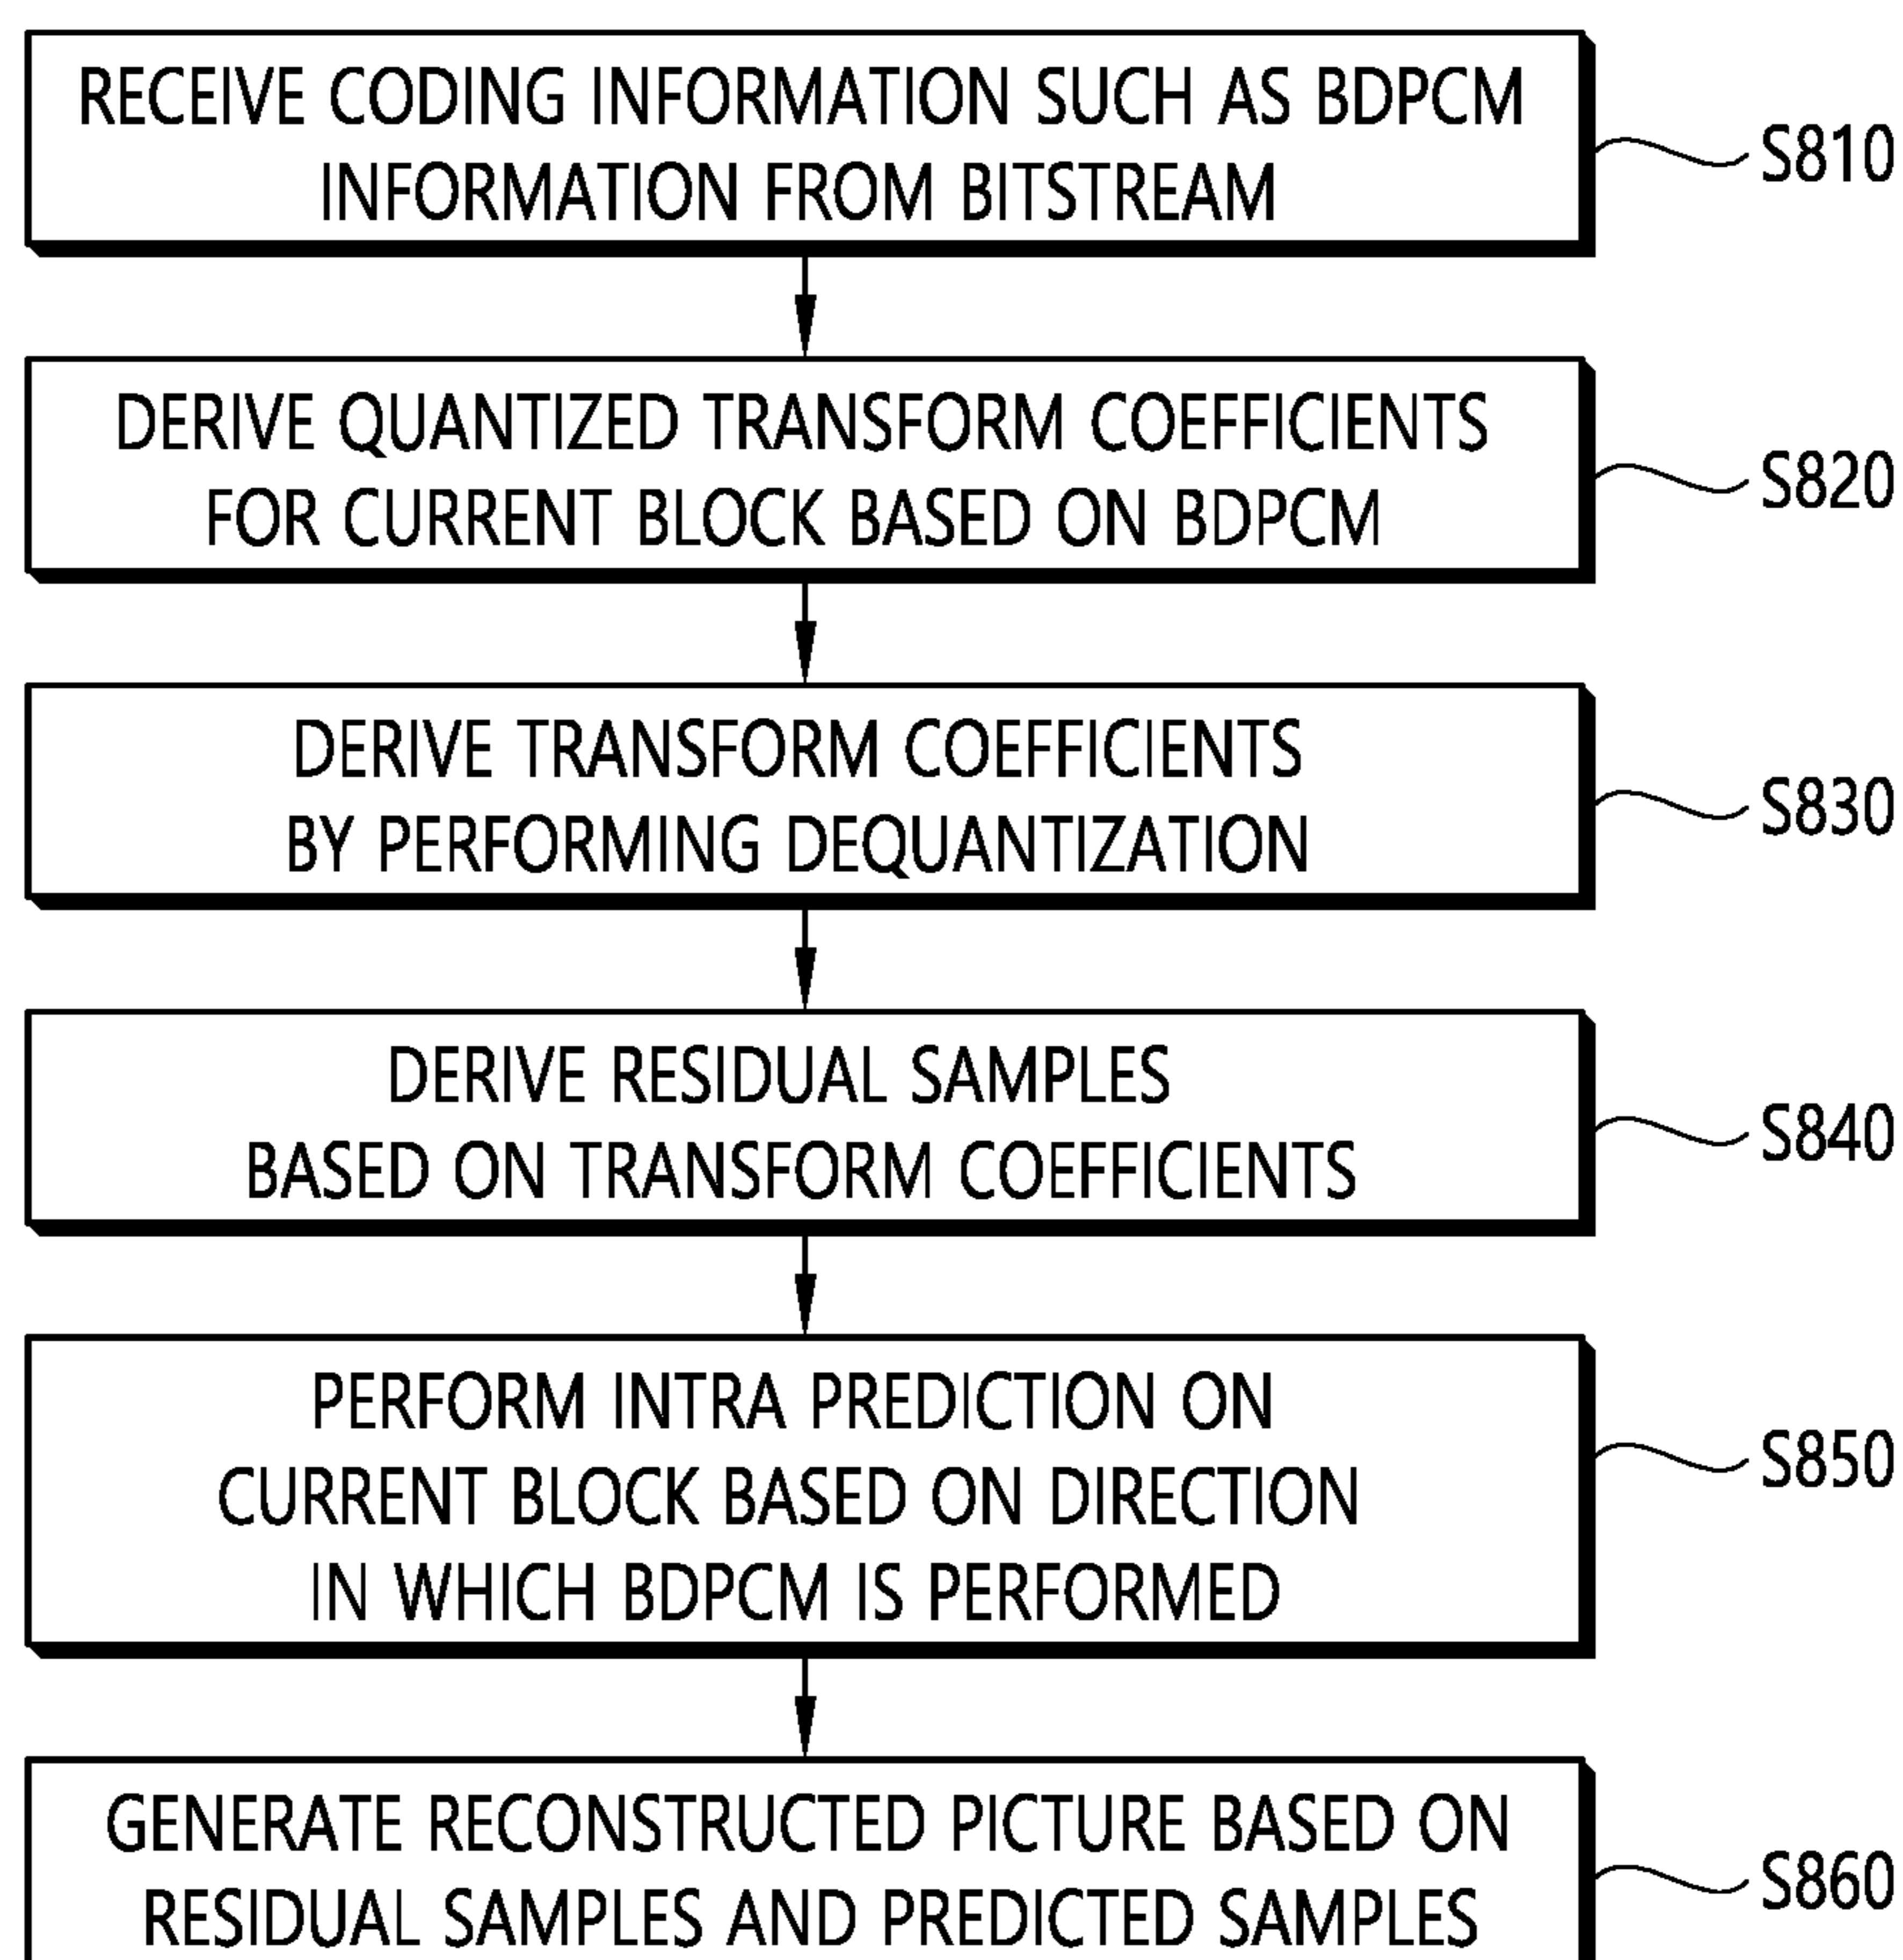 RECEIVE CODING INFORMATION SUCH AS BDPCM
INFORMATION FROM BITSTREAM
S810
DERIVE QUANTIZED TRANSFORM COEFFICIENTS
FOR CURRENT BLOCK BASED ON BDPCM
S820
DERIVE TRANSFORM COEFFICIENTS
BY PERFORMING DEQUANTIZATION
S830
DERIVE RESIDUAL SAMPLES
BASED ON TRANSFORM COEFFICIENTS
S840
PERFORM INTRA PREDICTION ON
CURRENT BLOCK BASED ON DIRECTION
IN WHICH BDPCM IS PERFORMED
S850
GENERATE RECONSTRUCTED PICTURE BASED ON
RESIDUAL SAMPLES AND PREDICTED SAMPLES
S860